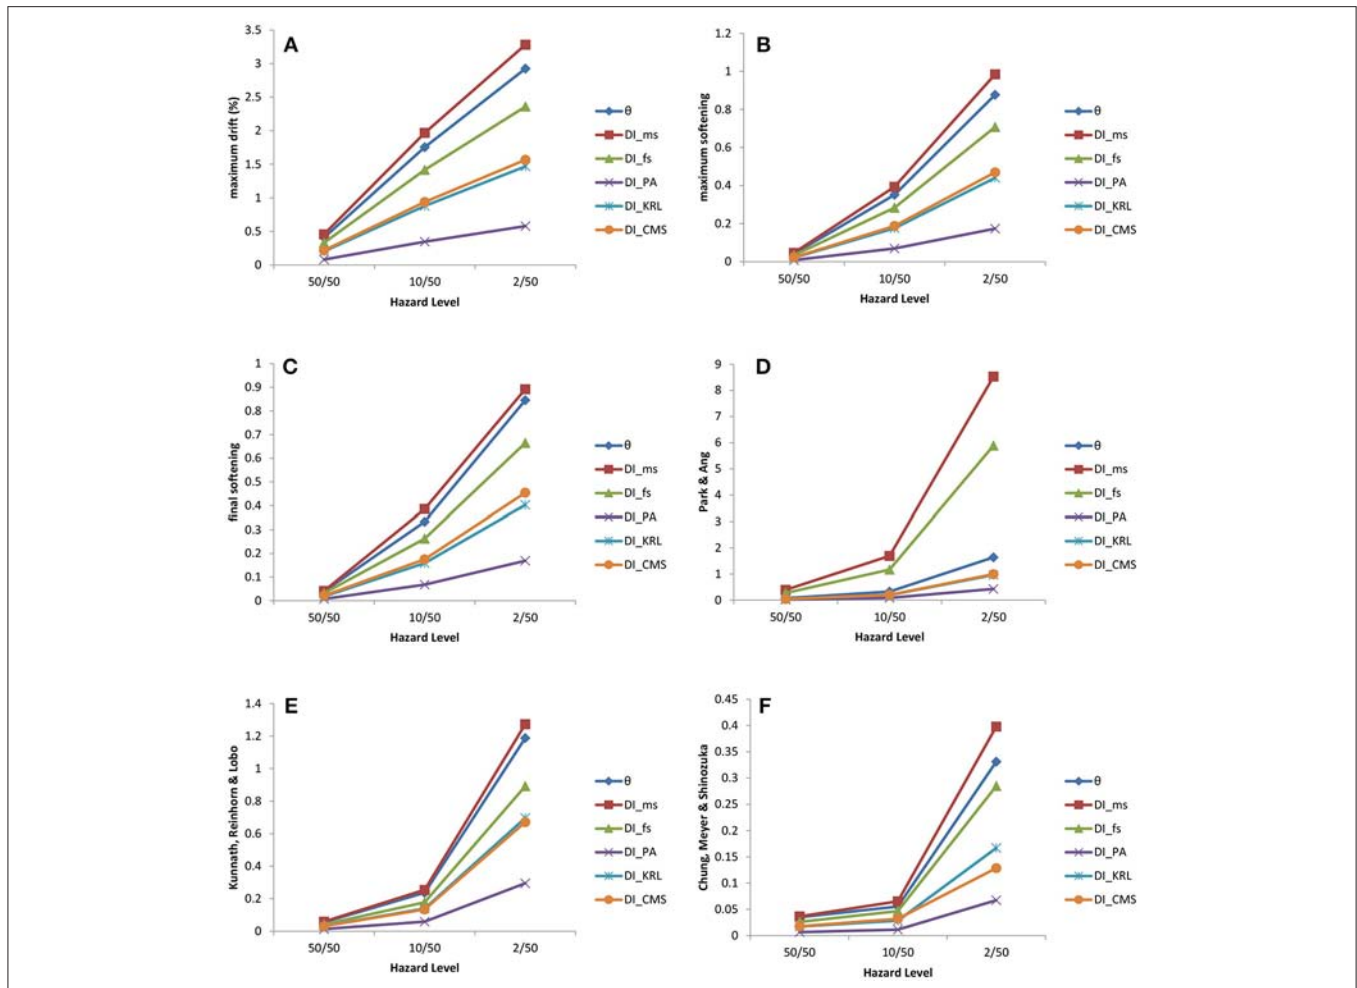 A
maximum drift (%)
3.5
3
2.5
2
1.5
1
0.5
0
50/50 10/50 2/50
Hazard Level
θ
DI_ms
DI_fs
DI_PA
DI_KRL
DI_CMS
B
maximum softening
1.2
1
0.8
0.6
0.4
0.2
0
50/50 10/50 2/50
Hazard Level
θ
DI_ms
DI_fs
DI_PA
DI_KRL
DI_CMS
C
final softening
1
0.9
0.8
0.7
0.6
0.5
0.4
0.3
0.2
0.1
0
50/50 10/50 2/50
Hazard Level
θ
DI_ms
DI_fs
DI_PA
DI_KRL
DI_CMS
D
Park & Ang
9
8
7
6
5
4
3
2
1
0
50/50 10/50 2/50
Hazard Level
θ
DI_ms
DI_fs
DI_PA
DI_KRL
DI_CMS
E
Kunnath, Reinhorn & Lobo
1.4
1.2
1
0.8
0.6
0.4
0.2
0
50/50 10/50 2/50
Hazard Level
θ
DI_ms
DI_fs
DI_PA
DI_KRL
DI_CMS
F
Chung, Meyer & Shinozuka
0.45
0.4
0.35
0.3
0.25
0.2
0.15
0.1
0.05
0
50/50 10/50 2/50
Hazard Level
θ
DI_ms
DI_fs
DI_PA
DI_KRL
DI_CMS